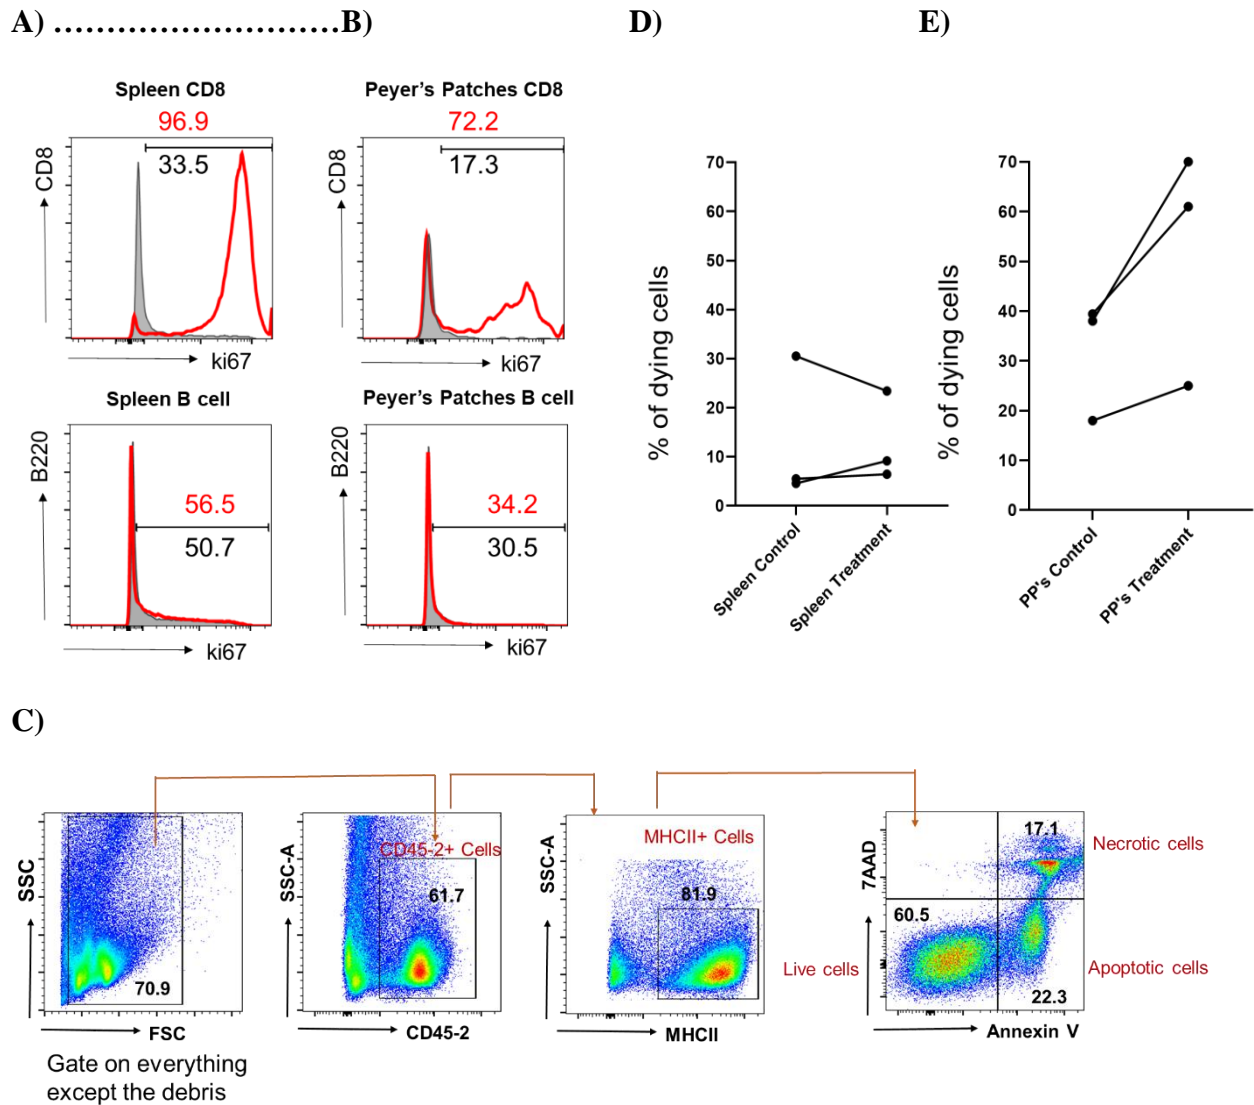 A) ...........................B)
D)
E)
Spleen CD8
96.9
33.5
CD8
ki67
Peyer's Patches CD8
72.2
17.3
CD8
ki67
Spleen B cell
56.5
50.7
B220
ki67
Peyer's Patches B cell
34.2
30.5
B220
ki67
% of dying cells
70
60
50
40
30
20
10
0
Spleen Control
Spleen Treatment
% of dying cells
70
60
50
40
30
20
10
0
PP's Control
PP's Treatment
C)
SSC
70.9
FSC
Gate on everything
except the debris
SSC-A
CD45-2+ Cells
61.7
CD45-2
SSC-A
MHCII+ Cells
81.9
MHCII
7AAD
17.1
Necrotic cells
60.5
Live cells
Apoptotic cells
22.3
Annexin V